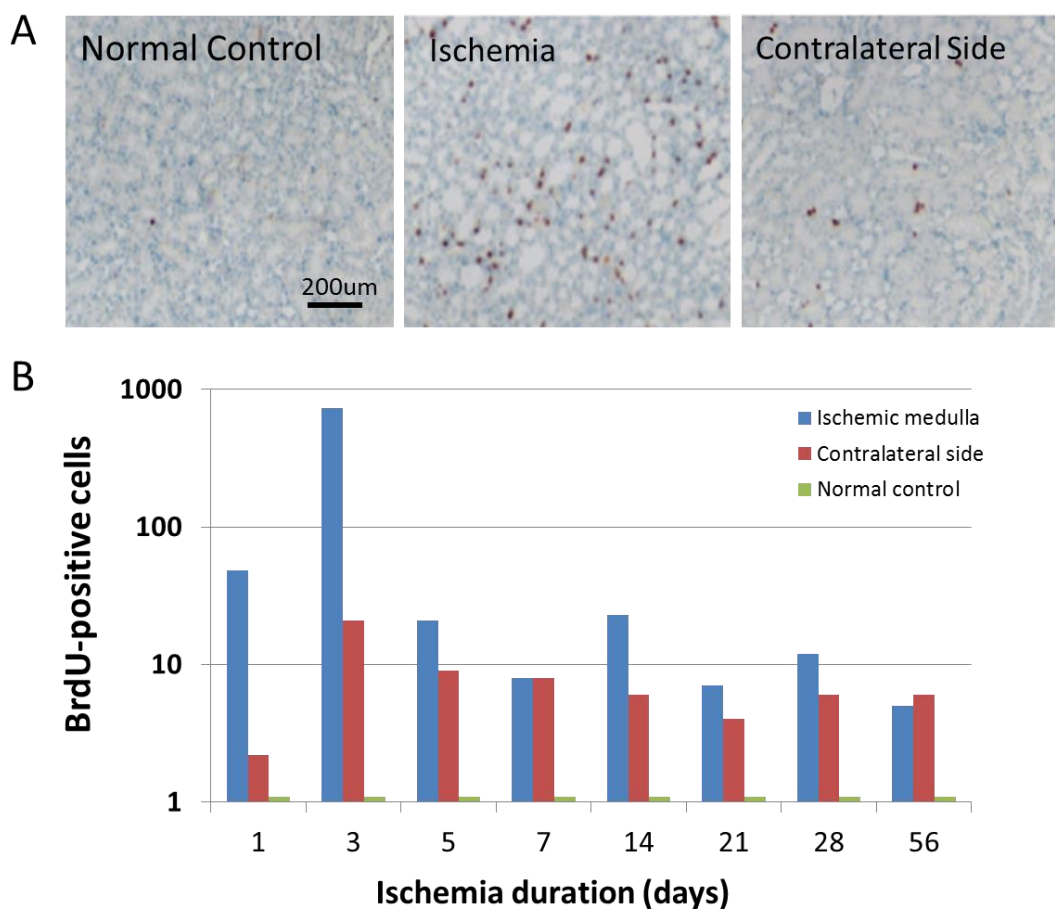 A
Normal Control
Ischemia
Contralateral Side
200um
B
1000
100
10
1
BrdU-positive cells
Ischemic medulla
Contralateral side
Normal control
1 3 5 7 14 21 28 56
Ischemia duration (days)